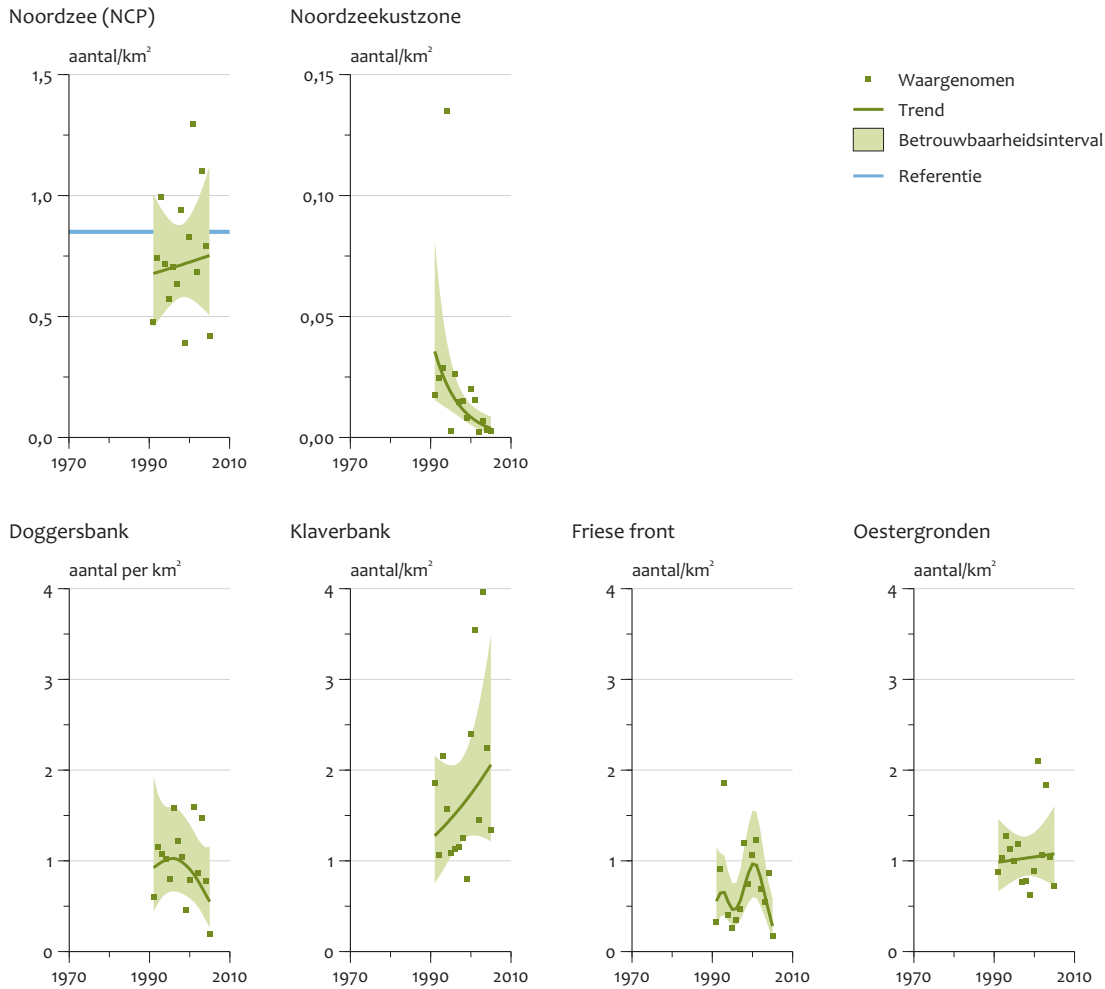 Noordzee (NCP)
Noordzeekustzone
aantal/km²
aantal/km²
1,5
1,0
0,5
0,0
1970 1990 2010
0,15
0,10
0,05
0,00
1970 1990 2010
Waargenomen
Trend
Betrouwbaarheidsinterval
Referentie
Doggersbank
Klaverbank
Friese front
Oestergronden
aantal per km²
aantal/km²
aantal/km²
aantal/km²
4
3
2
1
0
1970 1990 2010
4
3
2
1
0
1970 1990 2010
4
3
2
1
0
1970 1990 2010
4
3
2
1
0
1970 1990 2010